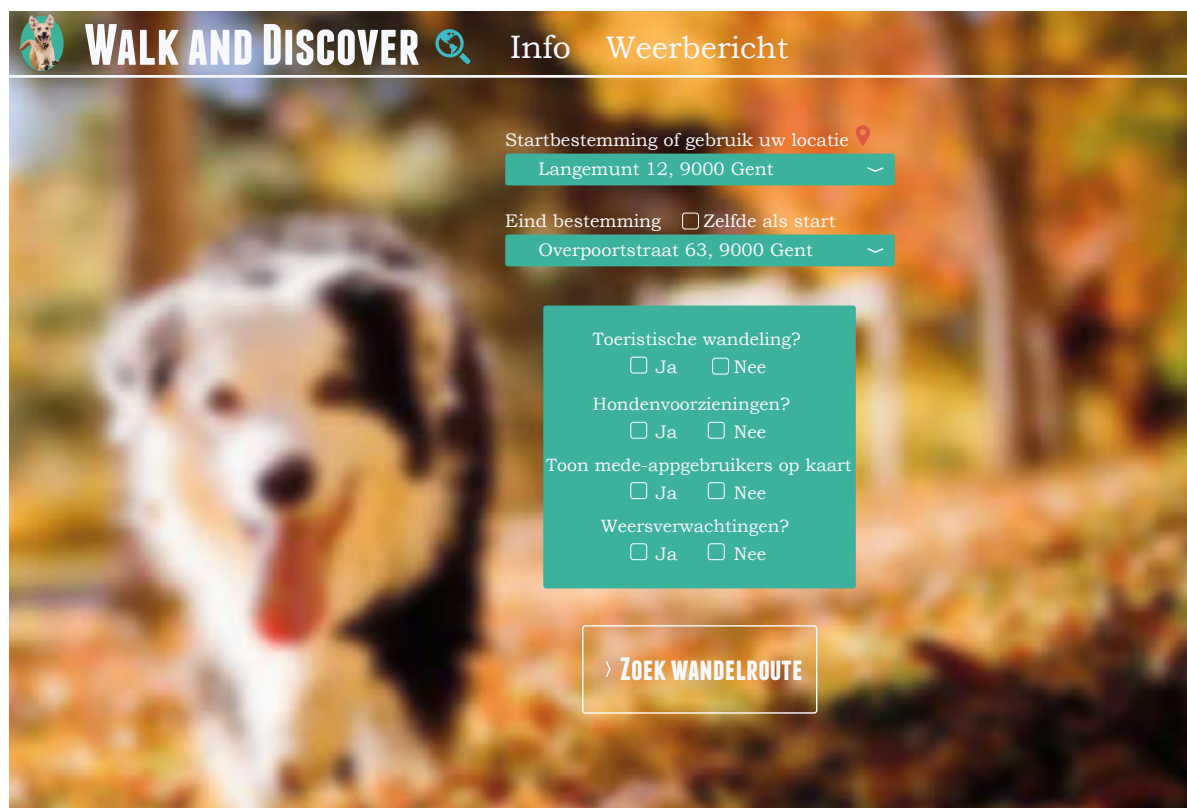 WALK AND DISCOVER Info Weerbericht
Startbestemming of gebruik uw locatie
Langemunt 12, 9000 Gent
Eind bestemming Zelfde als start
Overpoortstraat 63, 9000 Gent
Toeristische wandeling?
Ja Nee
Hondenvoorzieningen?
Ja Nee
Toon mede-appgebruikers op kaart
Ja Nee
Weersverwachtingen?
Ja Nee
〉ZOEK WANDELROUTE